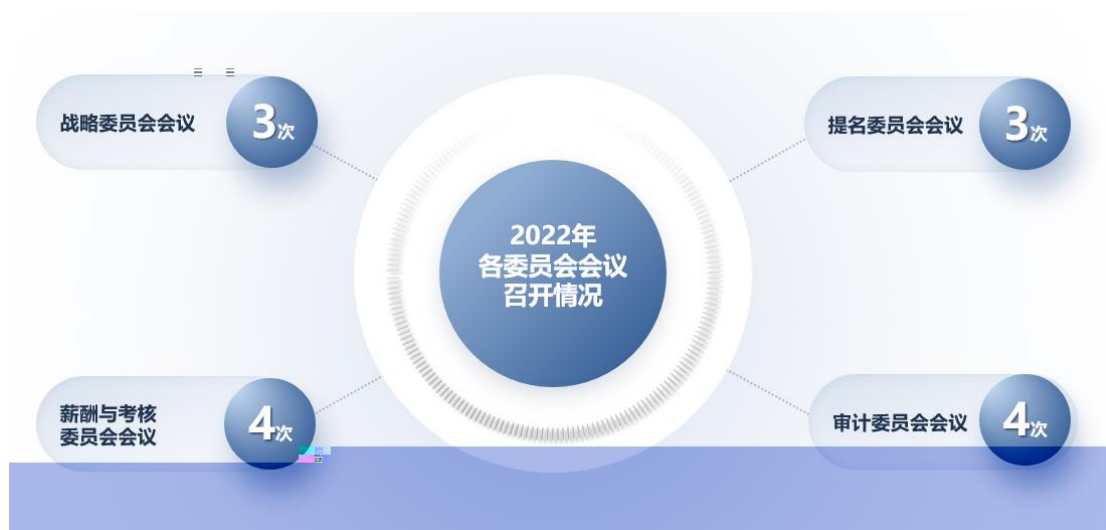 战略委员会会议
3次
提名委员会会议
3次
2022年
各委员会会议
召开情况
薪酬与考核
委员会会议
4次
审计委员会会议
4次